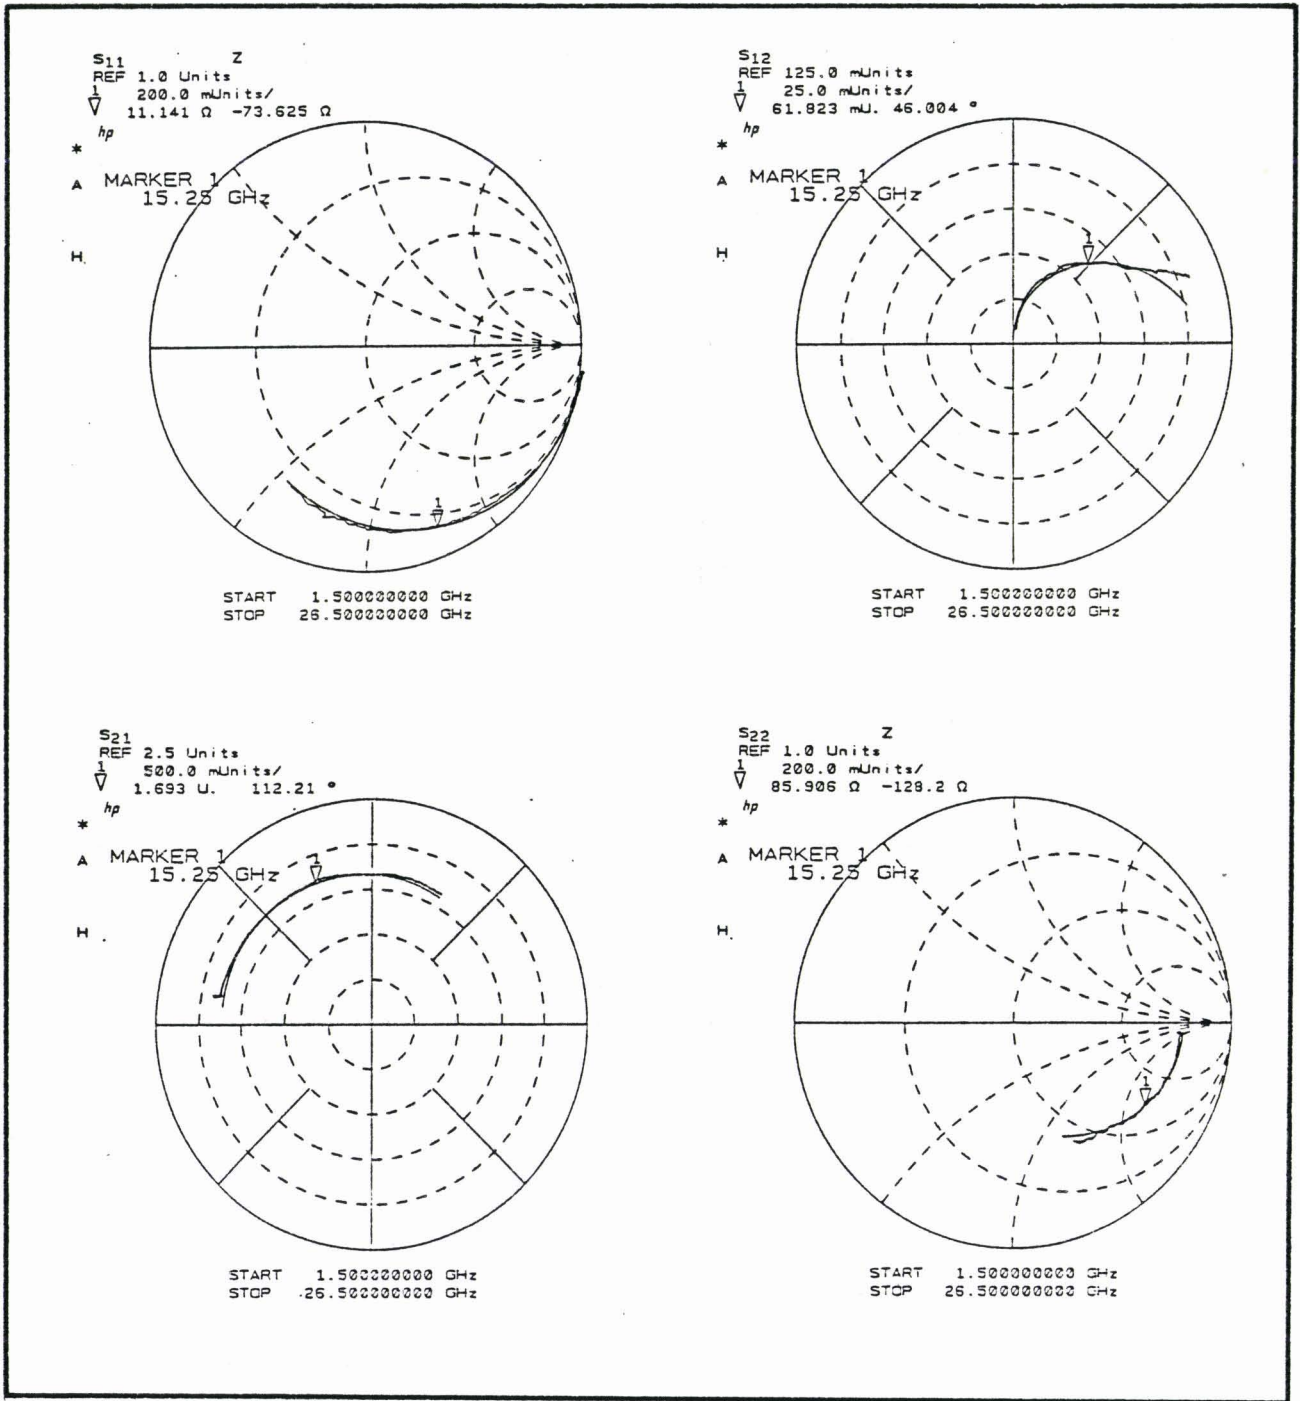 S11 Z
REF 1.0 Units
1 200.0 mUnits/
11.141 Ω -73.625 Ω
hp
*
A MARKER 1
15.25 GHz
H
1
START 1.500000000 GHz
STOP 26.500000000 GHz
S12
REF 125.0 mUnits
1 25.0 mUnits/
61.823 mU. 46.004 °
hp
*
A MARKER 1
15.25 GHz
H
1
START 1.500000000 GHz
STOP 26.500000000 GHz
S21
REF 2.5 Units
1 500.0 mUnits/
1.693 U. 112.21 °
hp
*
A MARKER 1
15.25 GHz
H
1
START 1.500000000 GHz
STOP 26.500000000 GHz
S22 Z
REF 1.0 Units
1 200.0 mUnits/
85.906 Ω -128.2 Ω
hp
*
A MARKER 1
15.25 GHz
H
1
START 1.500000000 GHz
STOP 26.500000000 GHz